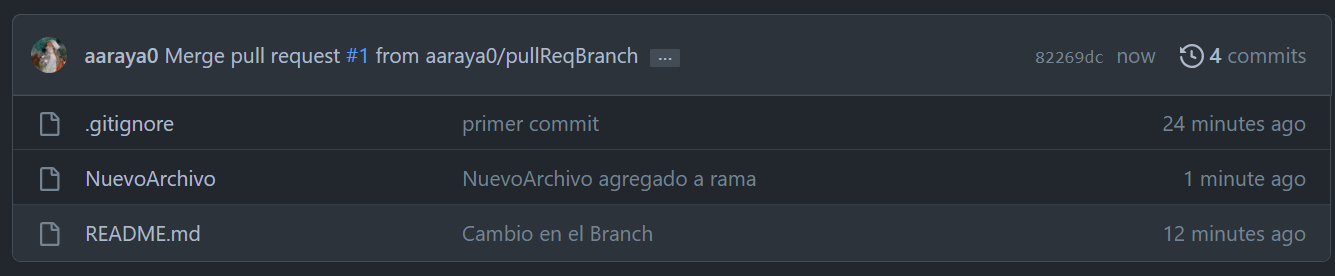 aaraya0 Merge pull request #1 from aaraya0/pullReqBranch ... 82269dc now 4 commits
.gitignore primer commit 24 minutes ago
NuevoArchivo NuevoArchivo agregado a rama 1 minute ago
README.md Cambio en el Branch 12 minutes ago